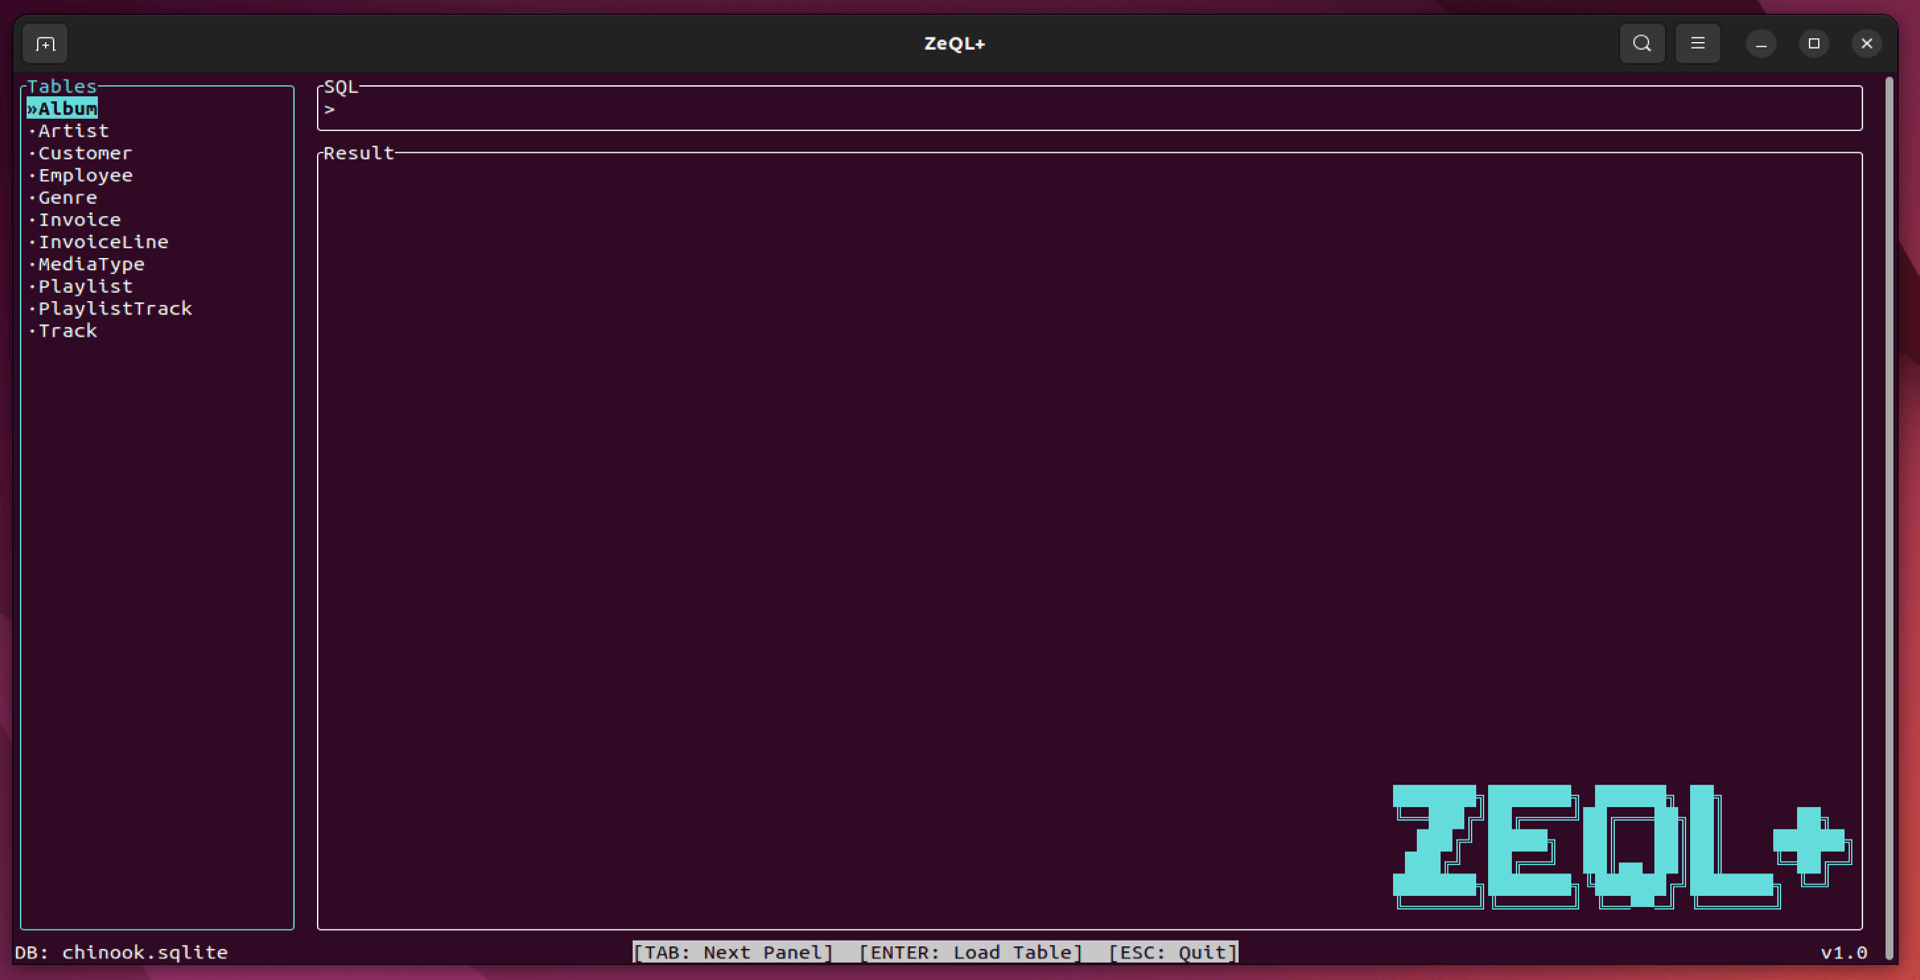 ZeQL+
Tables
»Album
·Artist
·Customer
·Employee
·Genre
·Invoice
·InvoiceLine
·MediaType
·Playlist
·PlaylistTrack
·Track
SQL
>
Result
ZEQL+
DB: chinook.sqlite
[TAB: Next Panel] [ENTER: Load Table] [ESC: Quit]
v1.0